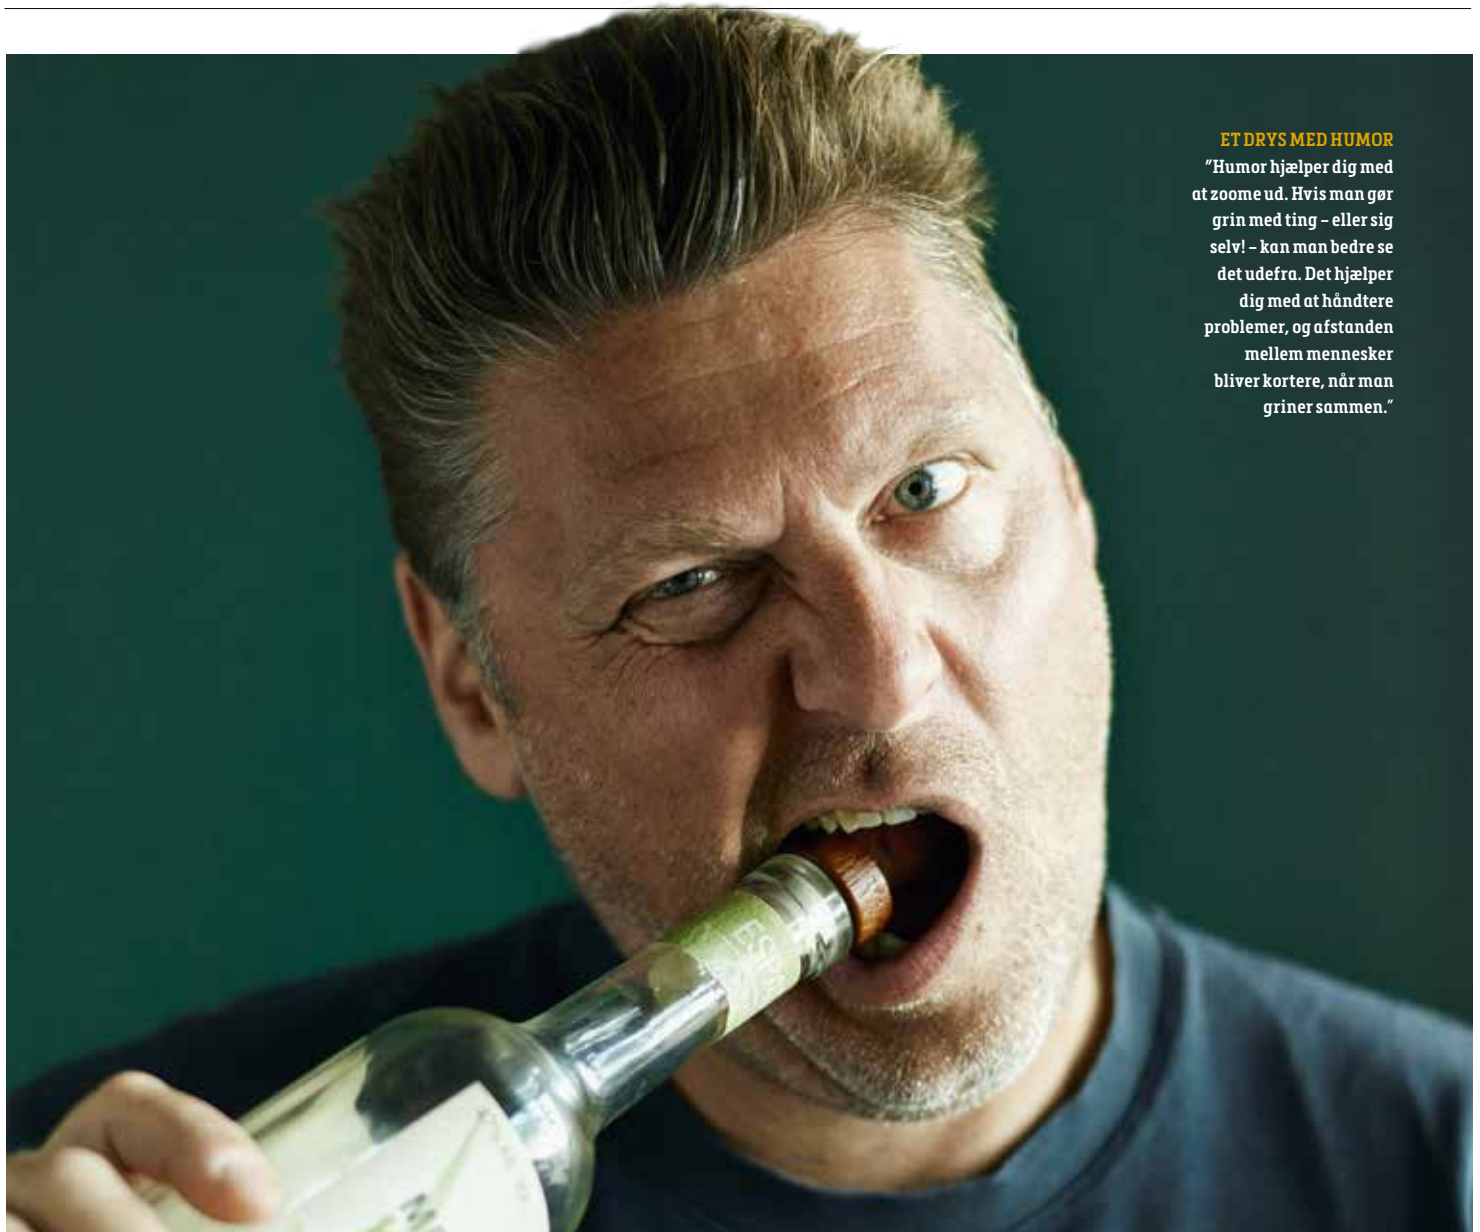 ET DRYS MED HUMOR
"Humor hjælper dig med
at zoome ud. Hvis man gør
grin med ting – eller sig
selv! – kan man bedre se
det udefra. Det hjælper
dig med at håndtere
problemer, og afstanden
mellem mennesker
bliver kortere, når man
griner sammen."